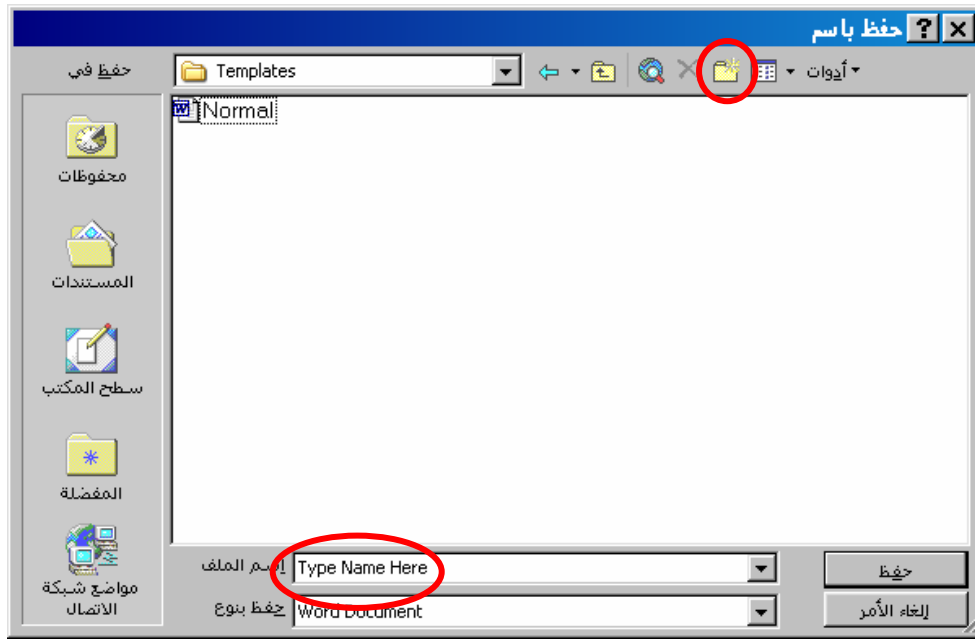 حفظ باسم
حفظ في
Templates
أدوات
Normal
محفوظات
المستندات
سطح المكتب
المفضلة
مواضع شبكة
الاتصال
إسم الملف
Type Name Here
حفظ
حفظ بنوع
Word Document
إلغاء الأمر